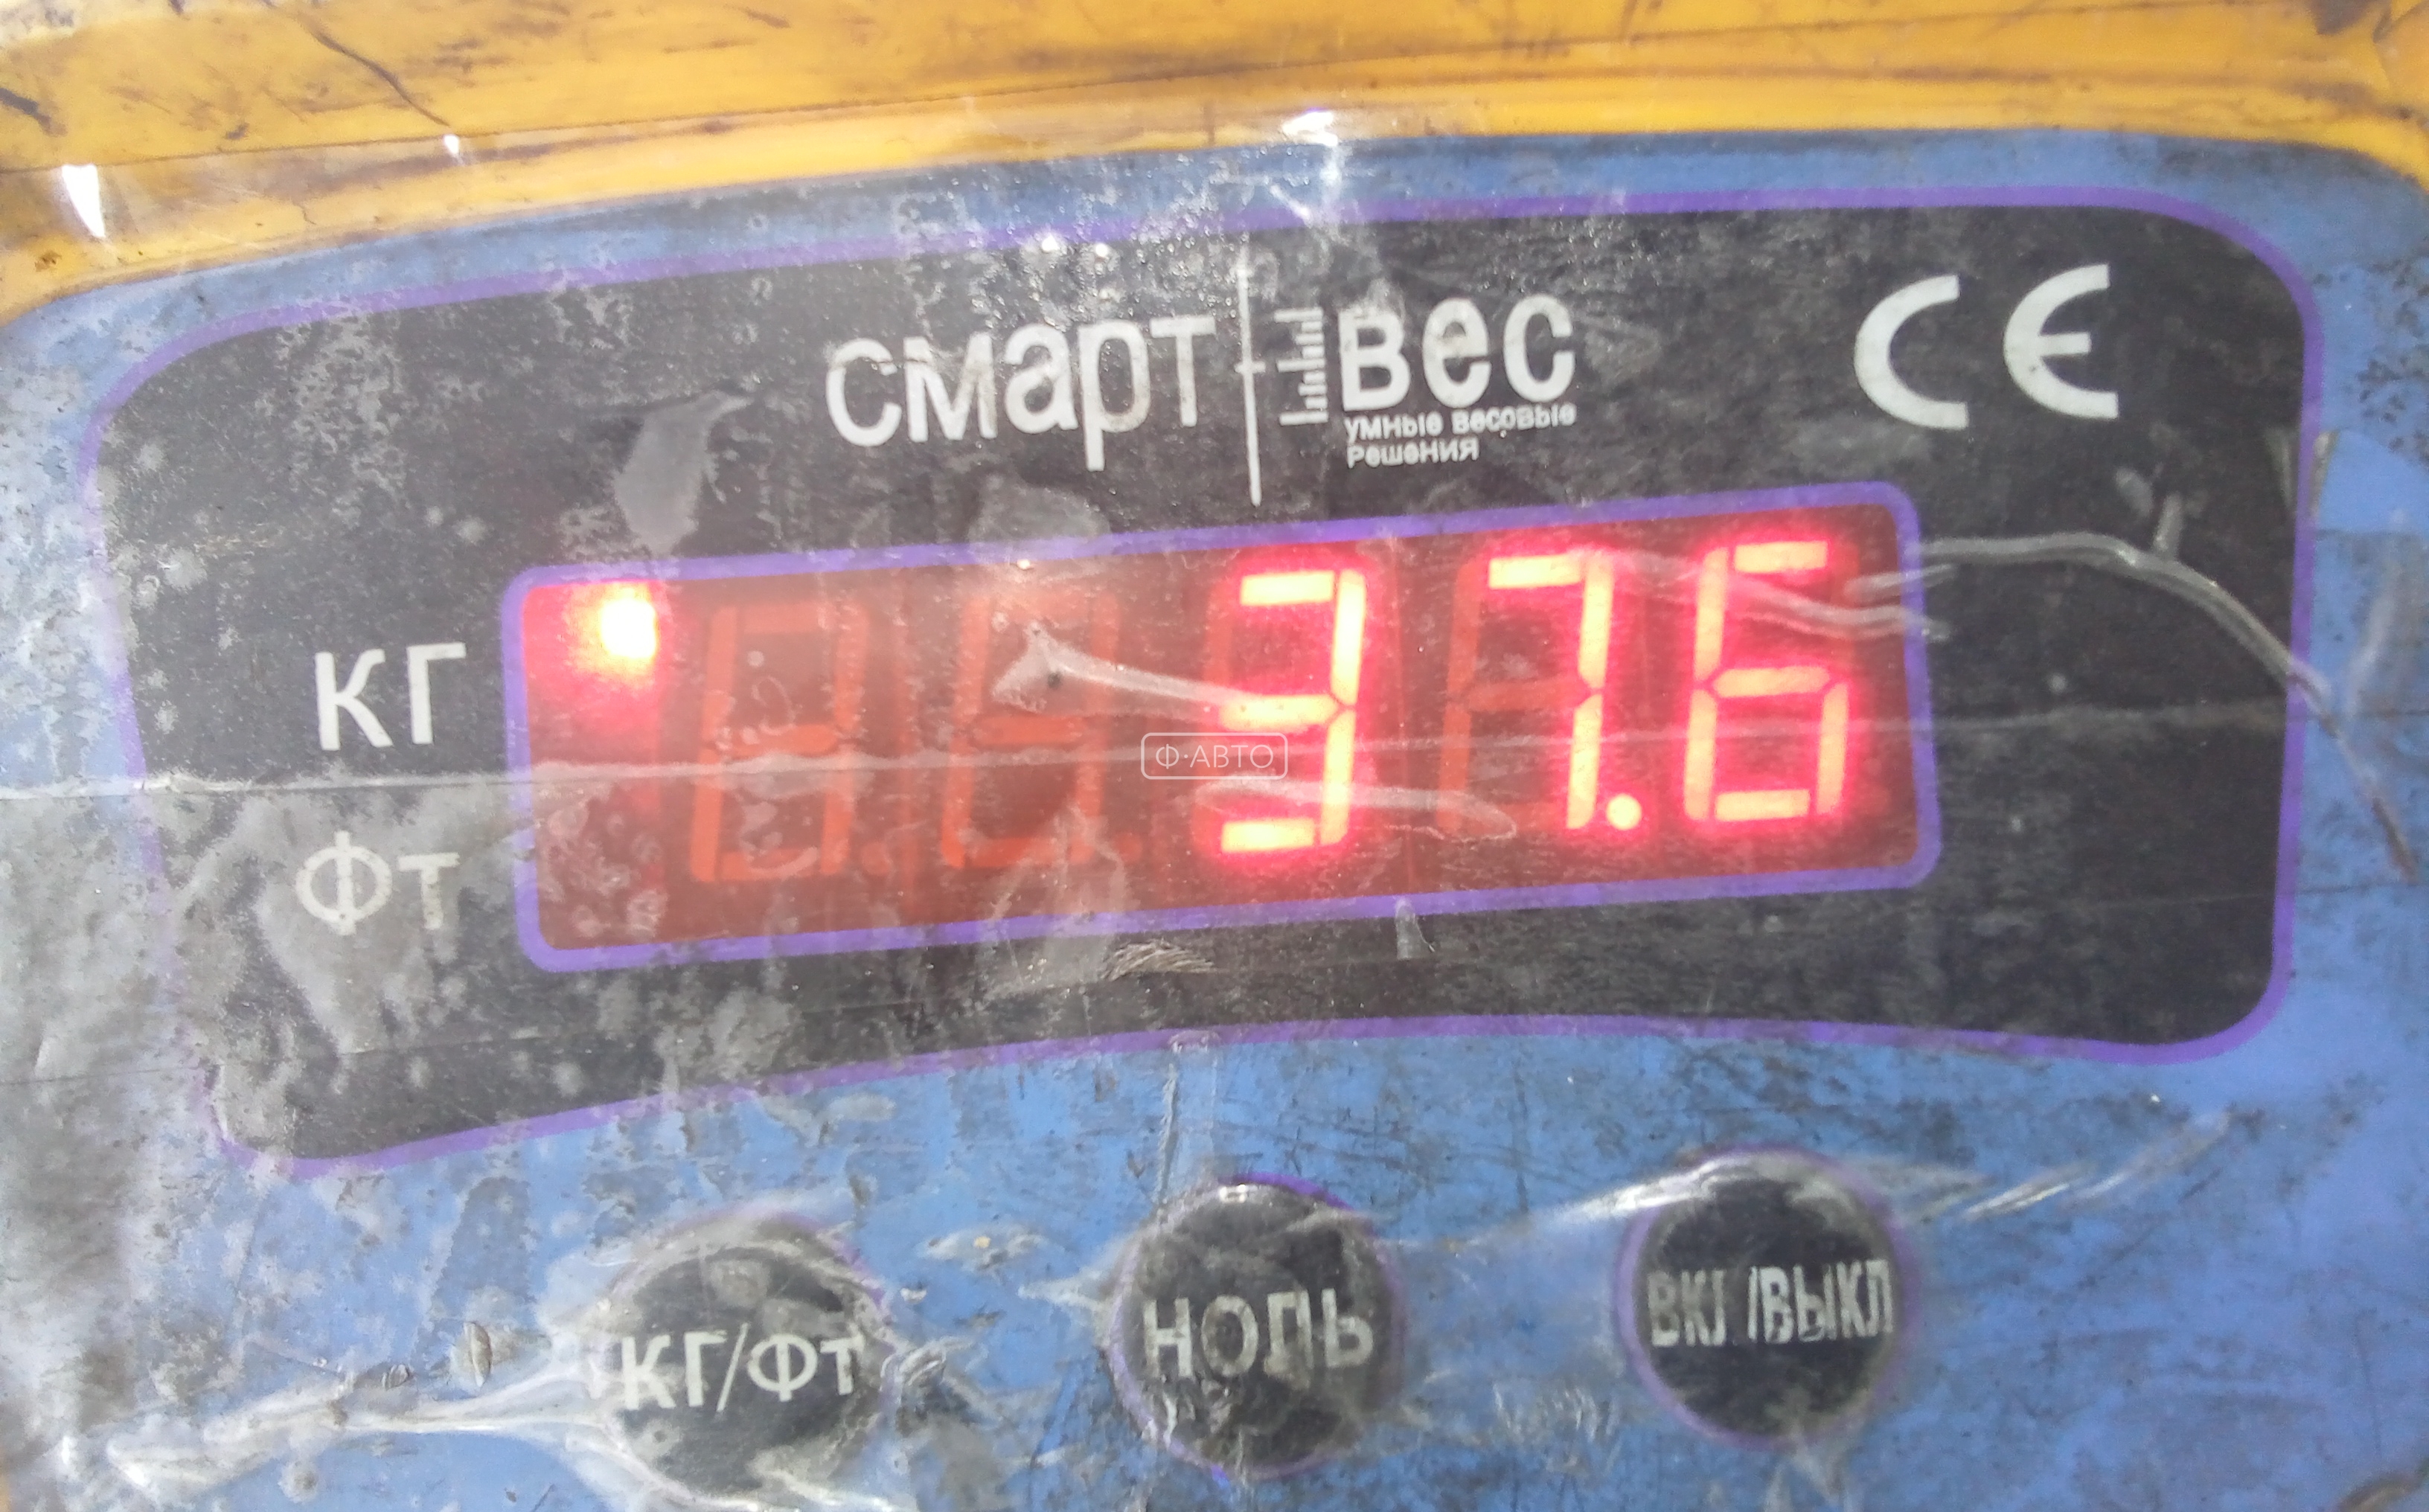 смарт вес
умные весовые
решения
CE
КГ
37.6
Фт
Ф·АВТО
КГ/Фт
НОЛЬ
ВКЛ/ВЫКЛ